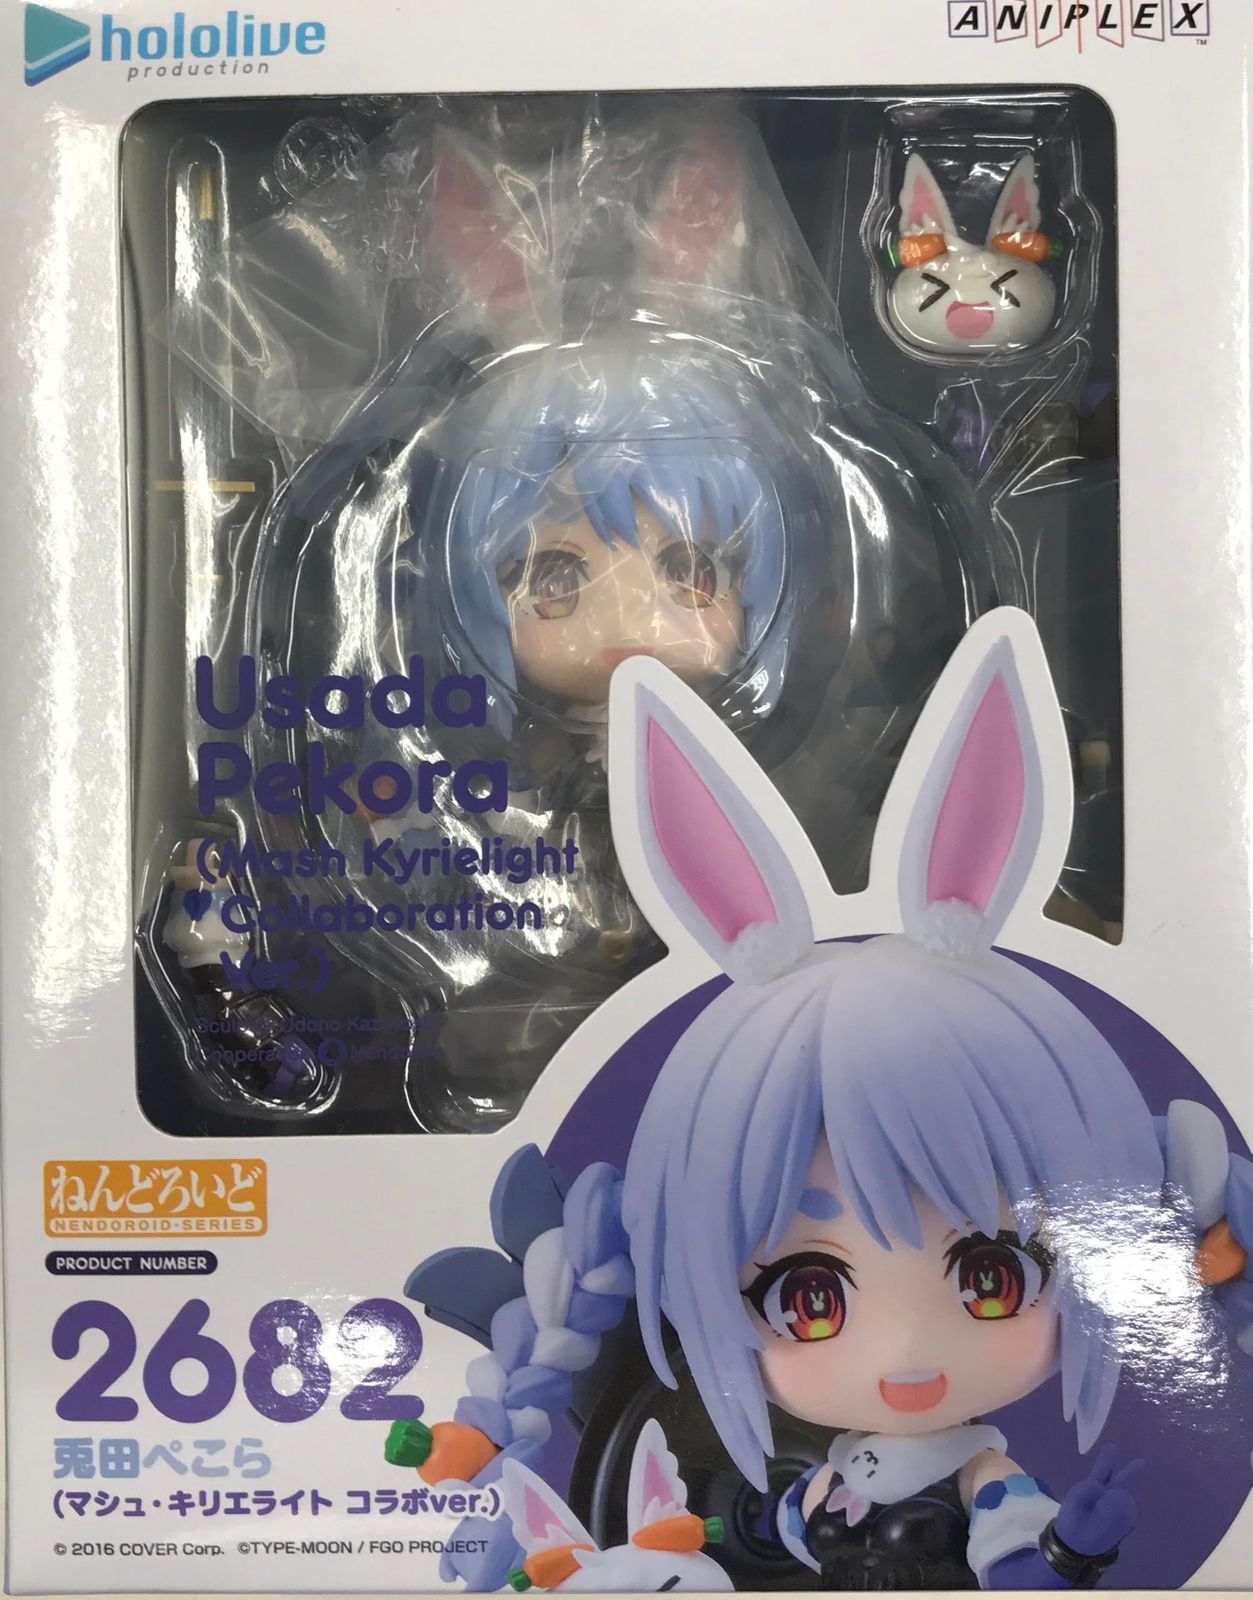 hololive
production
ANIPLEX
TM
Usada
Pekora
(Mash Kyrielight
Collaboration
Ver.)
ねんどろいど
NENDOROID-SERIES
PRODUCT NUMBER
2682
兎田ぺこら
(マシュ・キリエライト コラボver.)
© 2016 COVER Corp. ©TYPE-MOON / FGO PROJECT